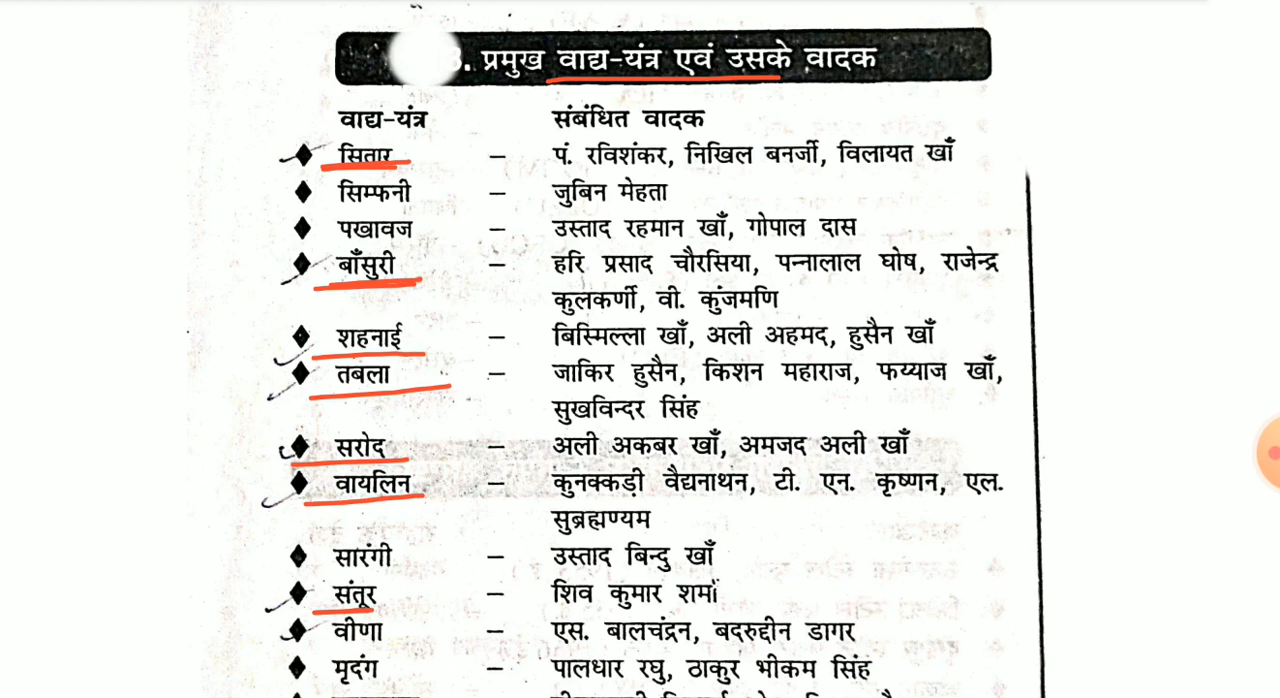 3. प्रमुख वाद्य-यंत्र एवं उसके वादक
वाद्य-यंत्र संबंधित वादक
सितार – पं. रविशंकर, निखिल बनर्जी, विलायत खाँ
सिम्फनी – जुबिन मेहता
पखावज – उस्ताद रहमान खाँ, गोपाल दास
बाँसुरी – हरि प्रसाद चौरसिया, पन्नालाल घोष, राजेन्द्र
कुलकर्णी, वी. कुंजमणि
शहनाई – बिस्मिल्ला खाँ, अली अहमद, हुसैन खाँ
तबला – जाकिर हुसैन, किशन महाराज, फय्याज खाँ,
सुखविन्दर सिंह
सरोद – अली अकबर खाँ, अमजद अली खाँ
वायलिन – कुनक्कड़ी वैद्यनाथन, टी. एन. कृष्णन, एल.
सुब्रह्मण्यम
सारंगी – उस्ताद बिन्दु खाँ
संतूर – शिव कुमार शर्मा
वीणा – एस. बालचंद्रन, बदरुद्दीन डागर
मृदंग – पालधार रघु, ठाकुर भीकम सिंह